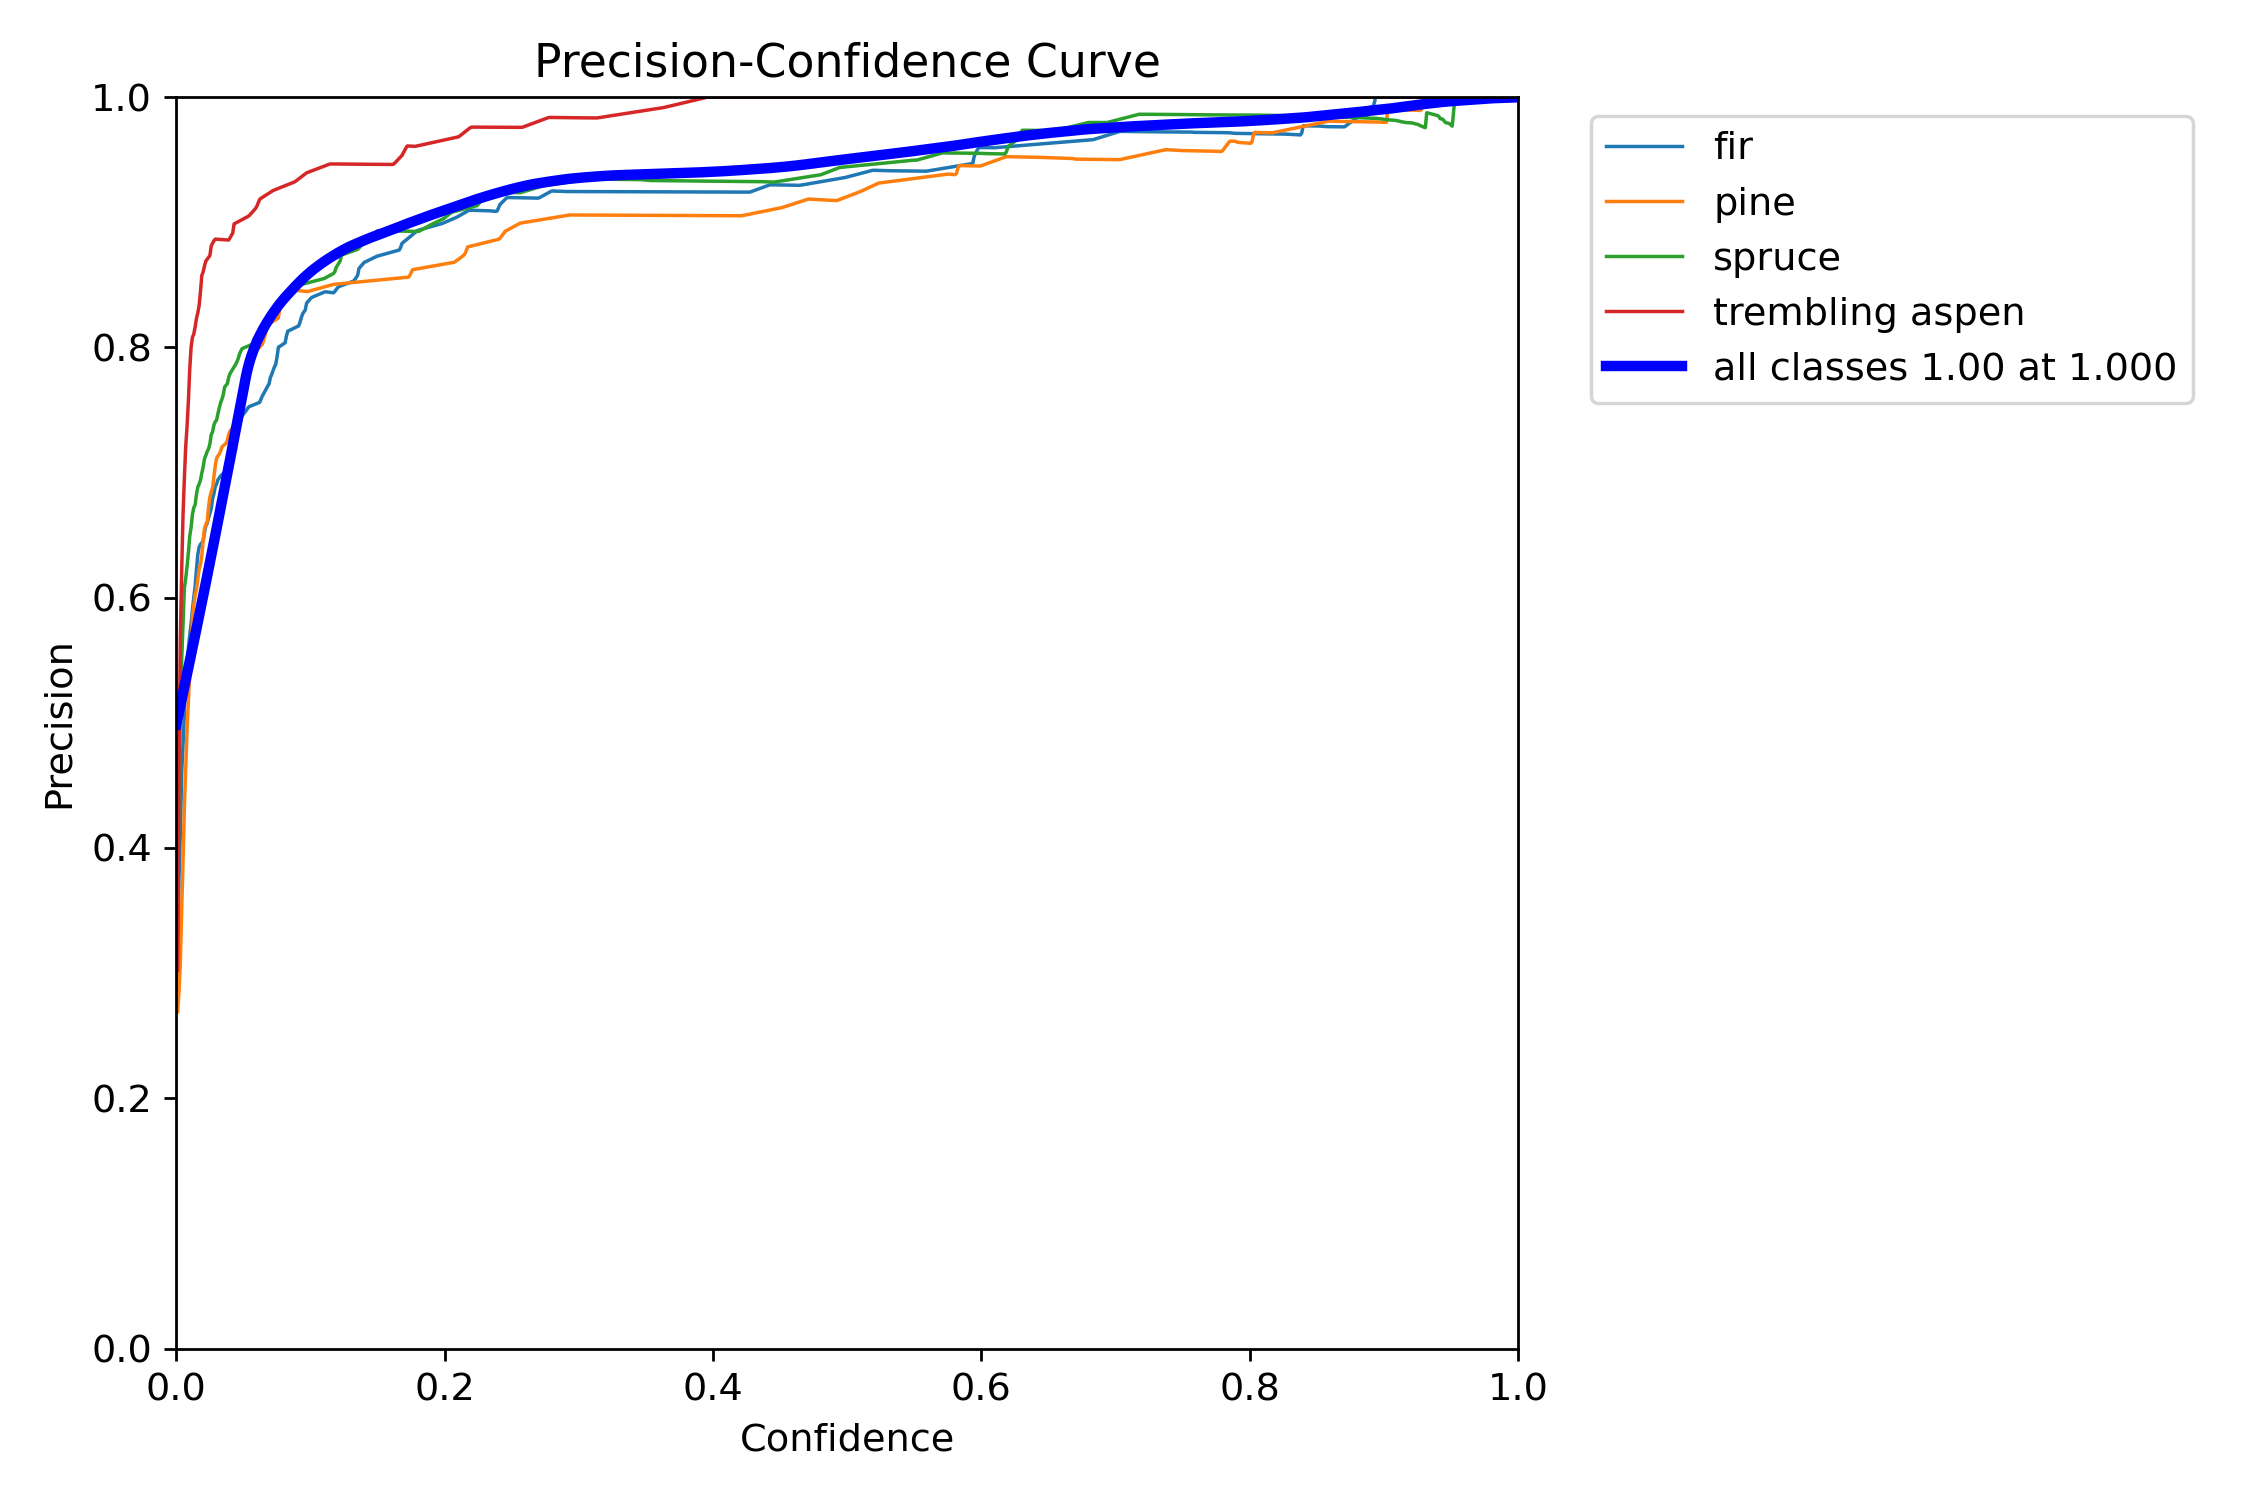 Precision-Confidence Curve
1.0
0.8
0.6
0.4
0.2
0.0
Precision
0.0 0.2 0.4 0.6 0.8 1.0
Confidence
fir
pine
spruce
trembling aspen
all classes 1.00 at 1.000